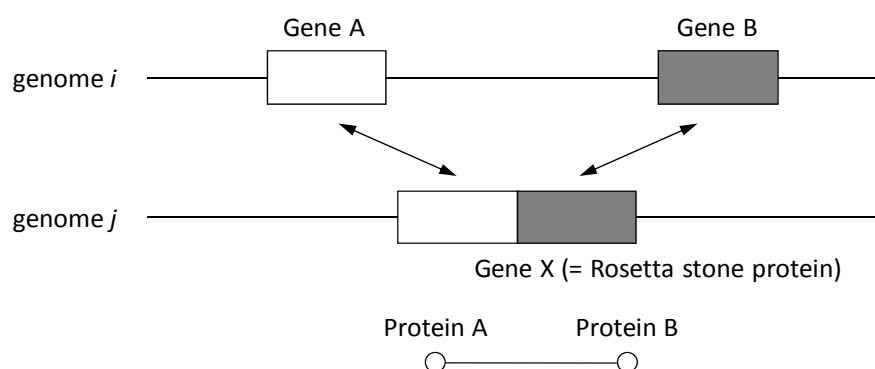 Gene A Gene B
genome i
genome j
Gene X (= Rosetta stone protein)
Protein A Protein B